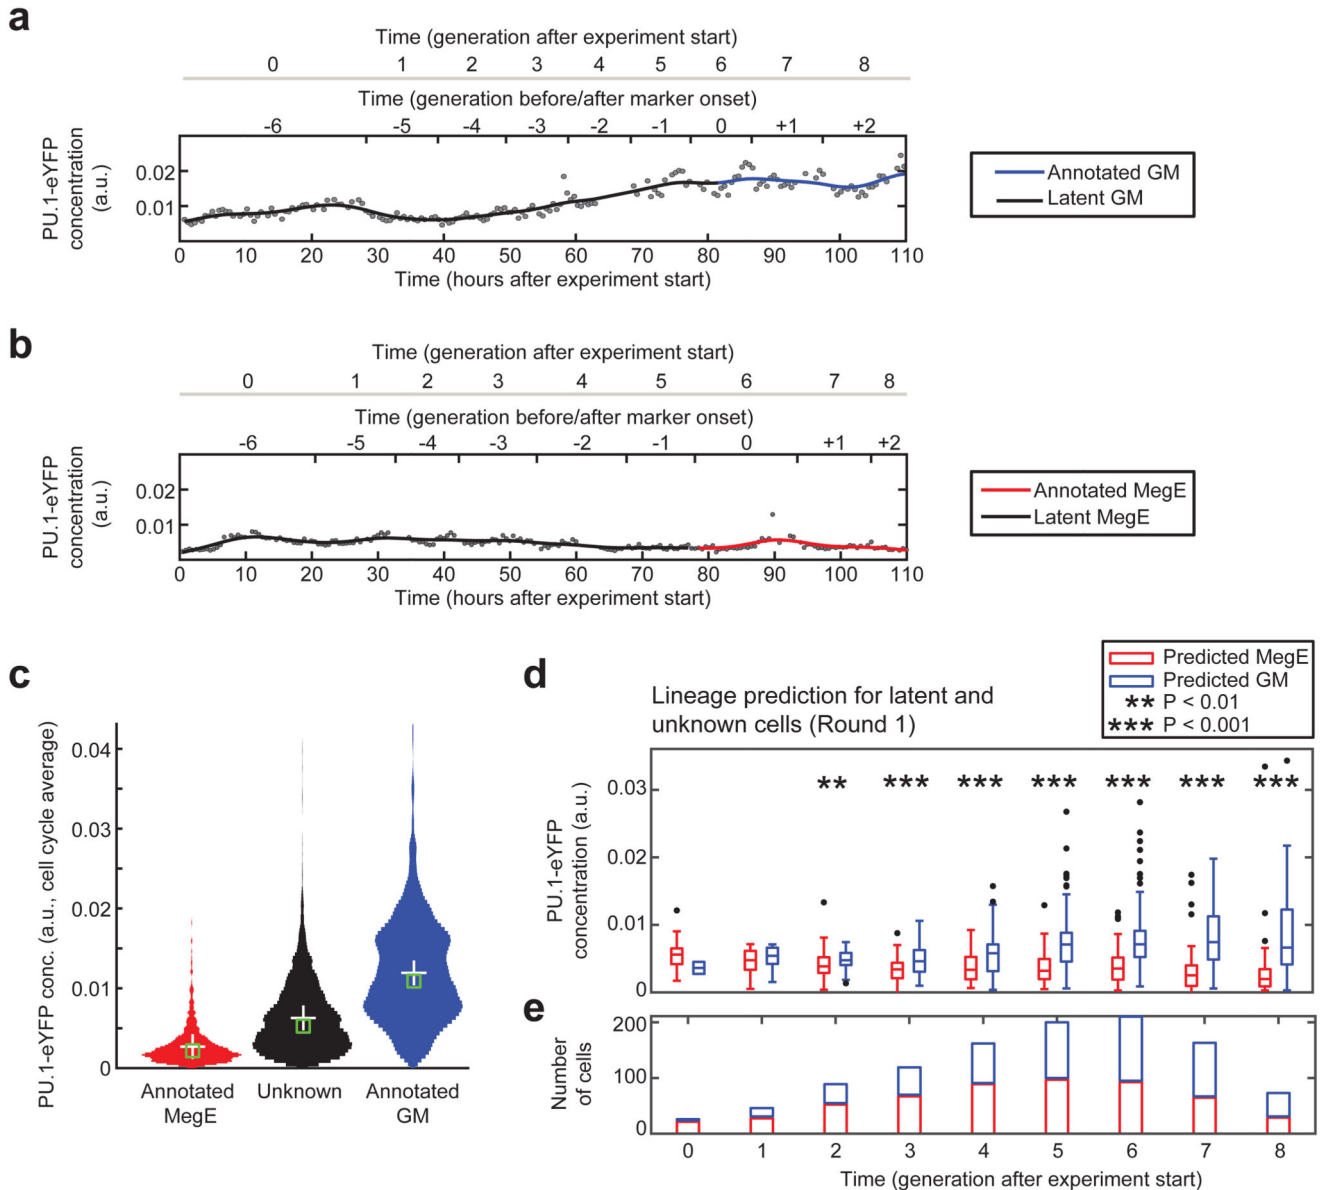 a
Time (generation after experiment start)
0 1 2 3 4 5 6 7 8
Time (generation before/after marker onset)
-6 -5 -4 -3 -2 -1 0 +1 +2
PU.1-eYFP
concentration
(a.u.)
0.02
0.01
0 10 20 30 40 50 60 70 80 90 100 110
Time (hours after experiment start)
Annotated GM
Latent GM
b
Time (generation after experiment start)
0 1 2 3 4 5 6 7 8
Time (generation before/after marker onset)
-6 -5 -4 -3 -2 -1 0 +1 +2
PU.1-eYFP
concentration
(a.u.)
0.02
0.01
0 10 20 30 40 50 60 70 80 90 100 110
Time (hours after experiment start)
Annotated MegE
Latent MegE
c
PU.1-eYFP conc. (a.u., cell cycle average)
0.04
0.03
0.02
0.01
0
Annotated
MegE
Unknown
Annotated
GM
d
Lineage prediction for latent and
unknown cells (Round 1)
Predicted MegE
Predicted GM
** P < 0.01
*** P < 0.001
PU.1-eYFP
concentration (a.u.)
0.03
0.02
0.01
0
** *** *** *** *** *** ***
e
Number
of cells
200
100
0
0 1 2 3 4 5 6 7 8
Time (generation after experiment start)